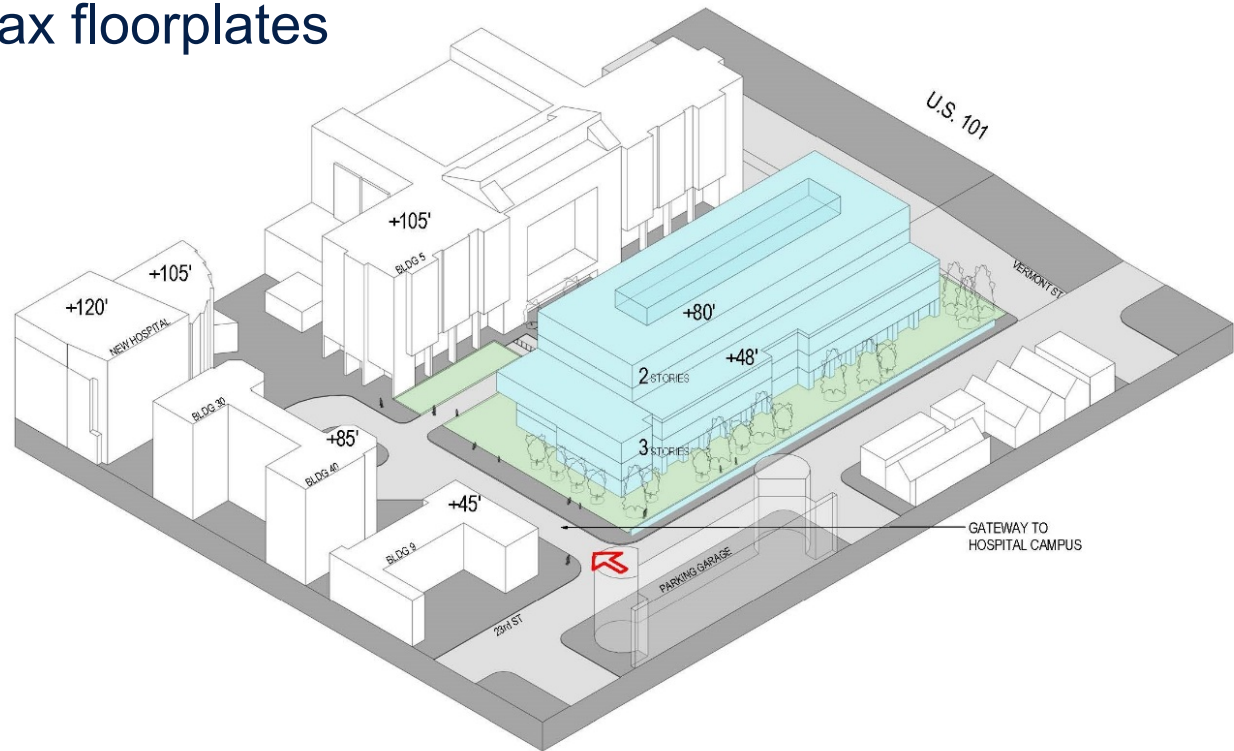 ax floorplates
U.S. 101
+105'
BLDG 5
+105'
+120'
NEW HOSPITAL
VERMONT ST
+80'
+48'
2 STORIES
BLDG 30
+85'
BLDG 40
3 STORIES
+45'
GATEWAY TO
HOSPITAL CAMPUS
BLDG 9
PARKING GARAGE
23rd ST